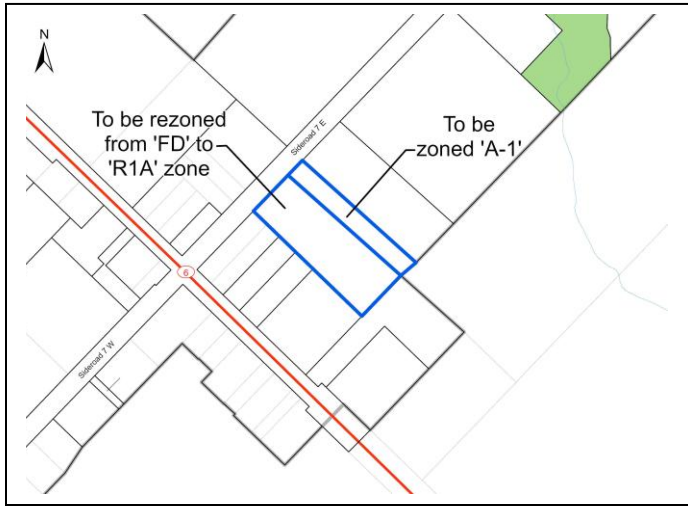 N
Sideroad 7 E
To be rezoned
from 'FD' to
'R1A' zone
To be
zoned 'A-1'
6
Sideroad 7 W